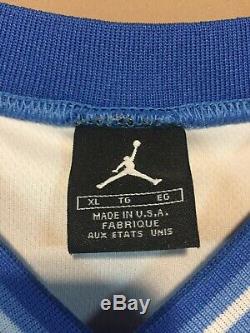 XL TG EG
MADE IN U.S.A.
FABRIQUE
AUX ETATS UNIS